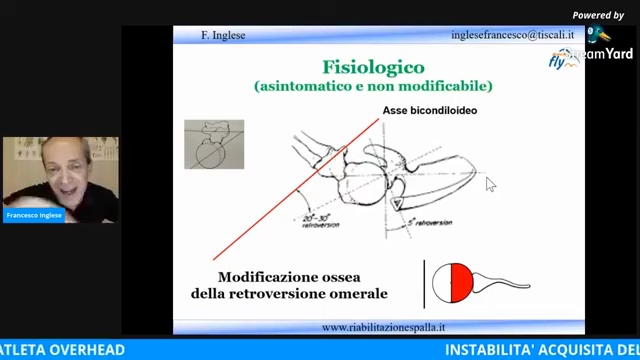 Powered by
StreamYard
F. Inglese
inglesefrancesco@tiscali.it
fly
Fisiologico
(asintomatico e non modificabile)
Asse bicondiloideo
20°-30°
retroversion
5° retroversion
Francesco Inglese
Modificazione ossea
della retroversione omerale
www.riabilitazionespalla.it
ATLETA OVERHEAD
INSTABILITA' ACQUISITA DEL